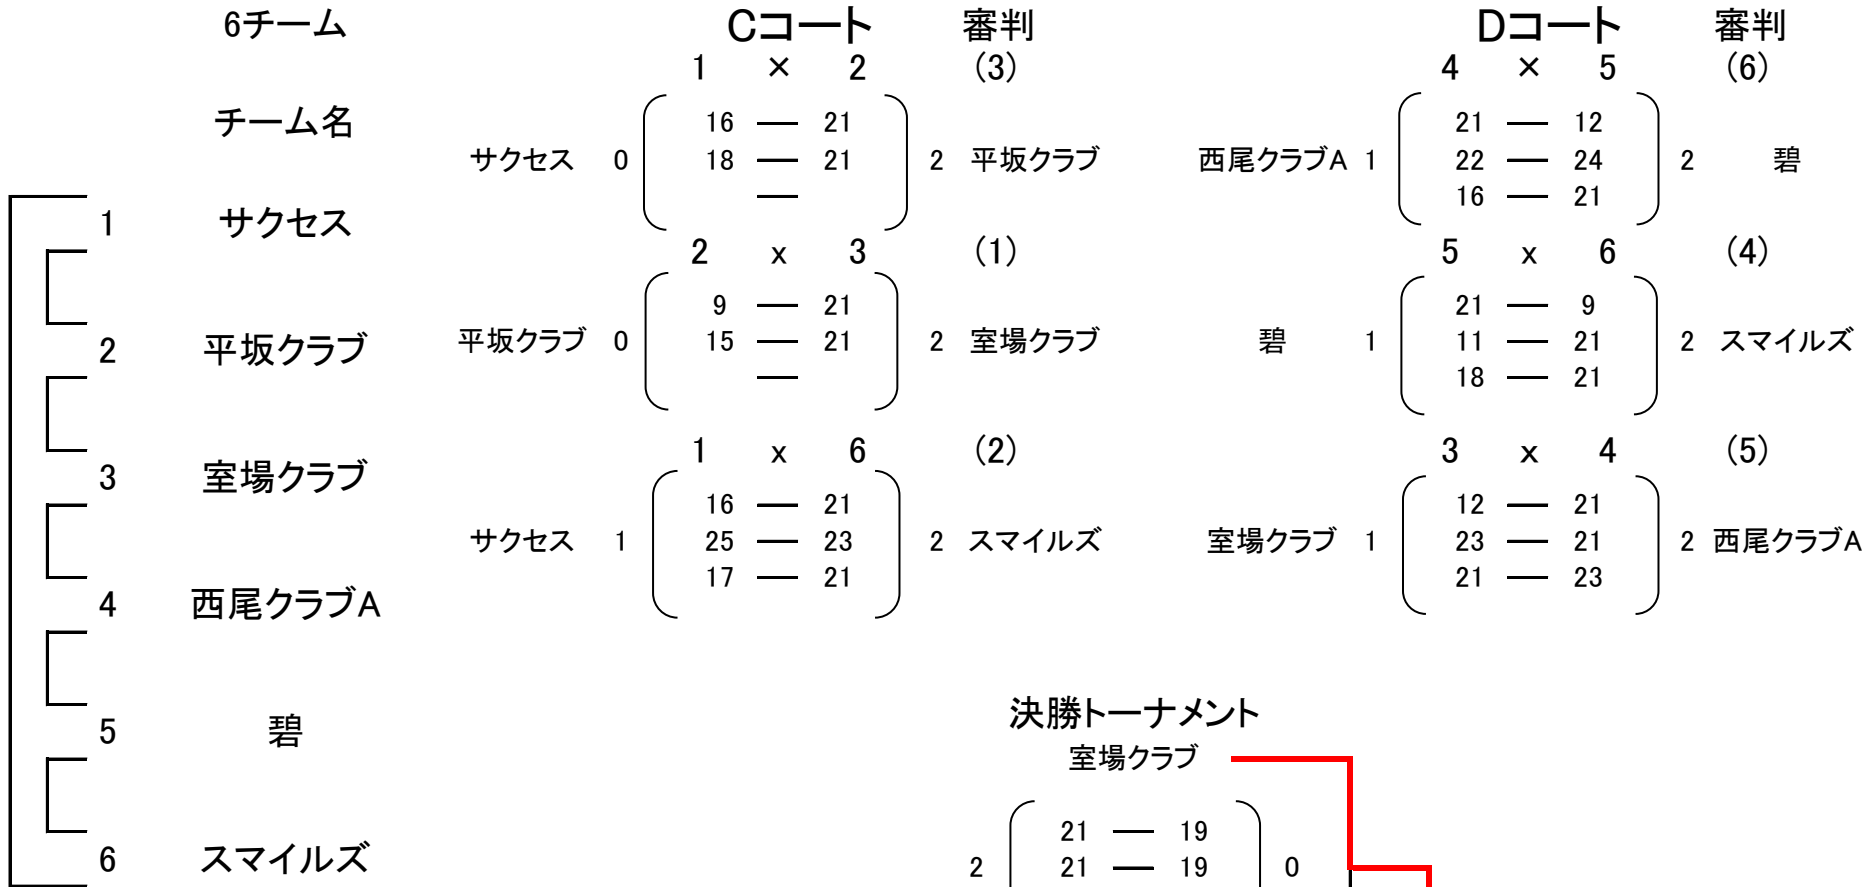 6チーム Cコート 審判 Dコート 審判
1 × 2 (3) 4 × 5 (6)
チーム名 16 — 21 21 — 12
サクセス 0 18 — 21 2 平坂クラブ 西尾クラブA 1 22 — 24 2 碧
— 16 — 21
1 サクセス
2 x 3 (1) 5 x 6 (4)
9 — 21 21 — 9
2 平坂クラブ 平坂クラブ 0 15 — 21 2 室場クラブ 碧 1 11 — 21 2 スマイルズ
— 18 — 21
1 x 6 (2) 3 x 4 (5)
3 室場クラブ
16 — 21 12 — 21
サクセス 1 25 — 23 2 スマイルズ 室場クラブ 1 23 — 21 2 西尾クラブA
17 — 21 21 — 23
4 西尾クラブA
決勝トーナメント
5 碧
室場クラブ
21 — 19
6 スマイルズ 2 21 — 19 0